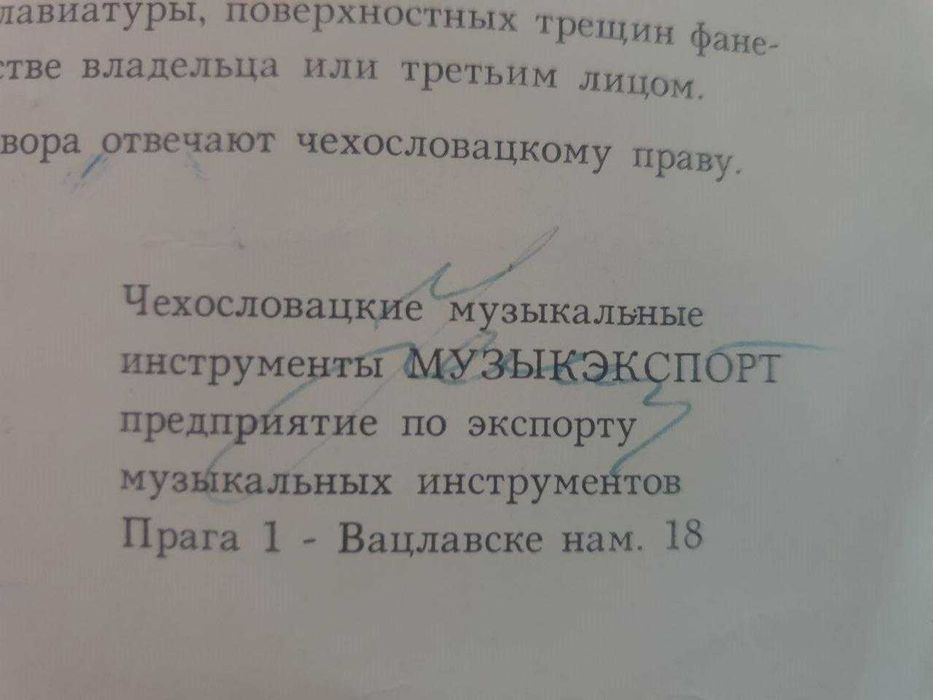 лавиатуры, поверхностных трещин фане-
стве владельца или третьим лицом.
вора отвечают чехословацкому праву.
Чехословацкие музыкальные
инструменты МУЗЫКЭКСПОРТ
предприятие по экспорту
музыкальных инструментов
Прага 1 - Вацлавске нам. 18